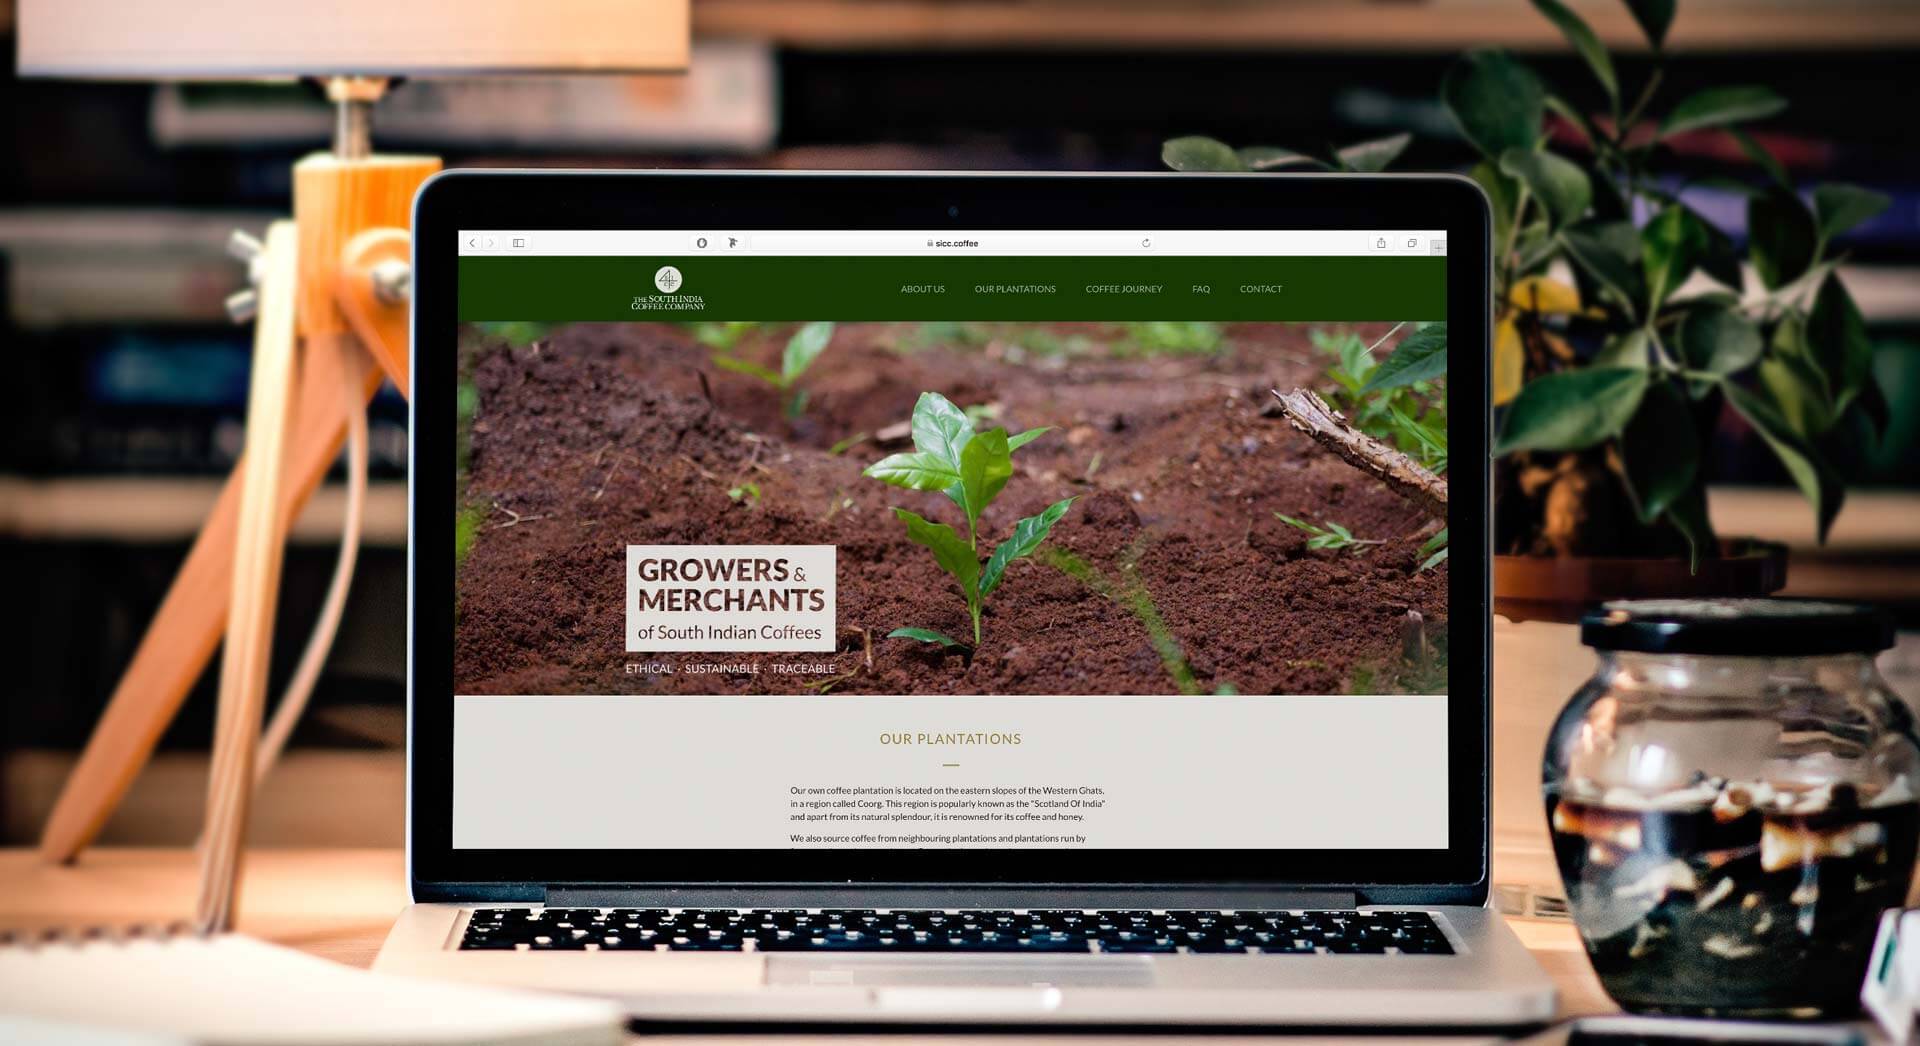 sicc.coffee
THE SOUTH INDIA
COFFEE COMPANY
ABOUT US OUR PLANTATIONS COFFEE JOURNEY FAQ CONTACT
GROWERS &
MERCHANTS
of South Indian Coffees
ETHICAL · SUSTAINABLE · TRACEABLE
OUR PLANTATIONS
Our own coffee plantation is located on the eastern slopes of the Western Ghats,
in a region called Coorg. This region is popularly known as the "Scotland Of India"
and apart from its natural splendour, it is renowned for its coffee and honey.
We also source coffee from neighbouring plantations and plantations run by